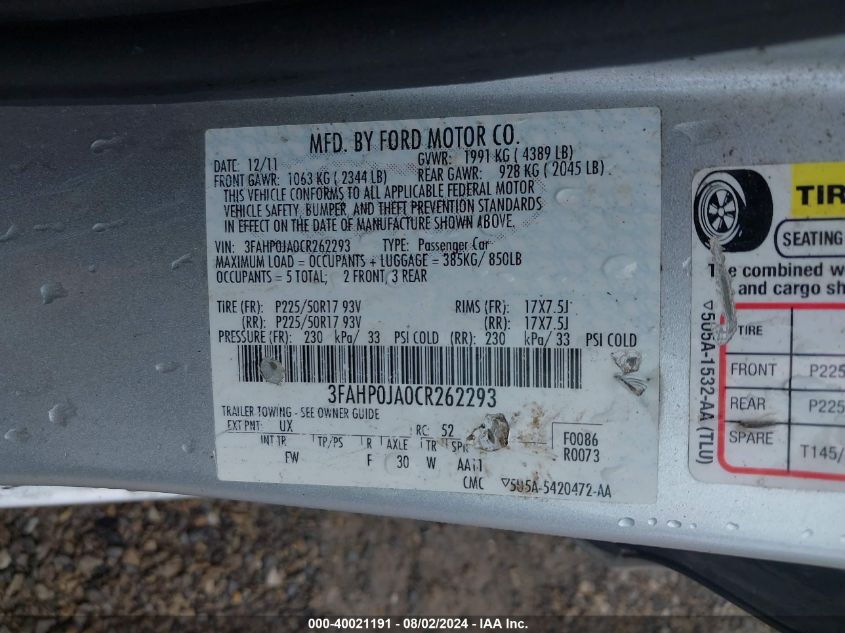 MFD. BY FORD MOTOR CO.
DATE: 12/11 GVWR: 1991 KG ( 4389 LB)
FRONT GAWR: 1063 KG ( 2344 LB) REAR GAWR: 928 KG ( 2045 LB)
THIS VEHICLE CONFORMS TO ALL APPLICABLE FEDERAL MOTOR
VEHICLE SAFETY, BUMPER, AND THEFT PREVENTION STANDARDS
IN EFFECT ON THE DATE OF MANUFACTURE SHOWN ABOVE.
VIN: 3FAHP0JA0CR262293 TYPE: Passenger Car
MAXIMUM LOAD = OCCUPANTS + LUGGAGE = 385KG/ 850LB
OCCUPANTS = 5 TOTAL; 2 FRONT, 3 REAR
TIRE (FR): P225/50R17 93V RIMS (FR): 17X7.5J
(RR): P225/50R17 93V (RR): 17X7.5J
PRESSURE (FR): 230 kPa/ 33 PSI COLD (RR): 230 kPa/ 33 PSI COLD
3FAHP0JA0CR262293
TRAILER TOWING - SEE OWNER GUIDE
EXT PNT: UX RC: 52
INT TR TP/PS R AXLE TR SPR F0086
FW F 30 W AA11 R0073
CMC ▽5U5A-5420472-AA
TIR
SEATING
The combined w
and cargo sh
TIRE
FRONT P225
REAR P225
SPARE T145/
▽5U5A-1532-AA (TLU)
000-40021191 - 08/02/2024 - IAA Inc.